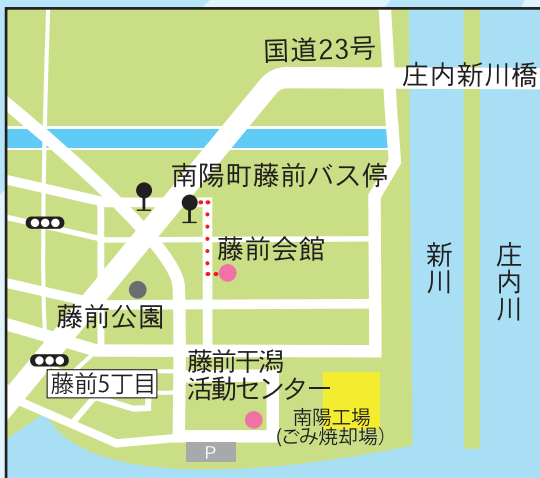 国道23号
庄内新川橋
南陽町藤前バス停
藤前会館
新川
庄内川
藤前公園
藤前干潟
活動センター
藤前5丁目
南陽工場
(ごみ焼却場)
P